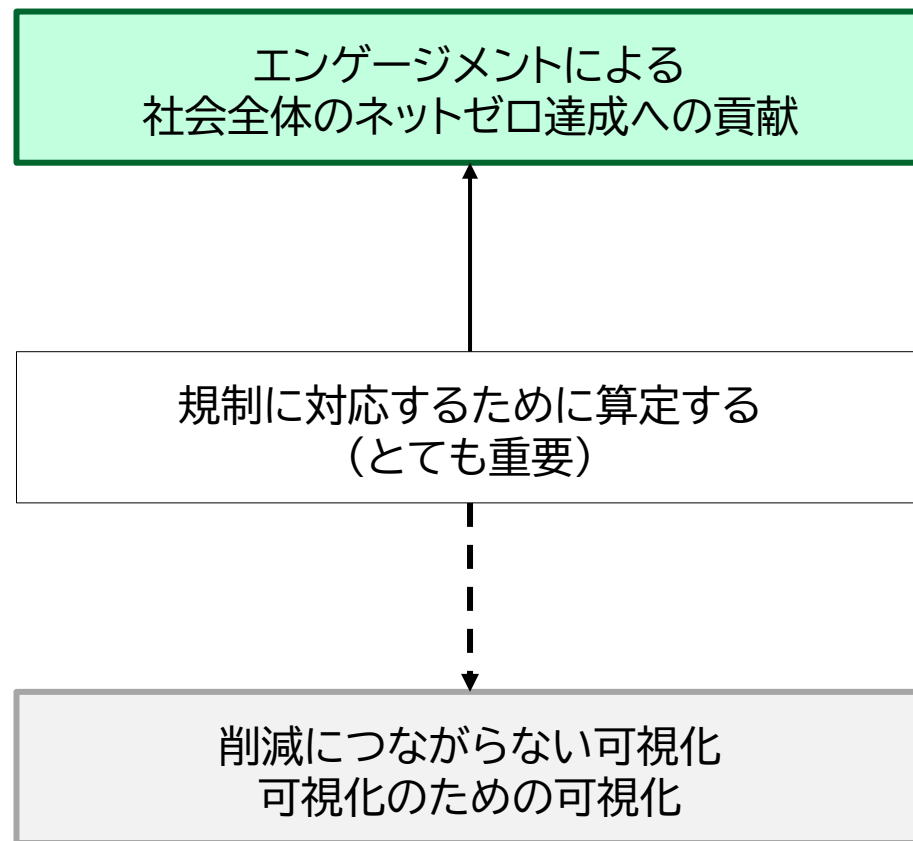 エンゲージメントによる
社会全体のネットゼロ達成への貢献
規制に対応するために算定する
（とても重要）
削減につながらない可視化
可視化のための可視化